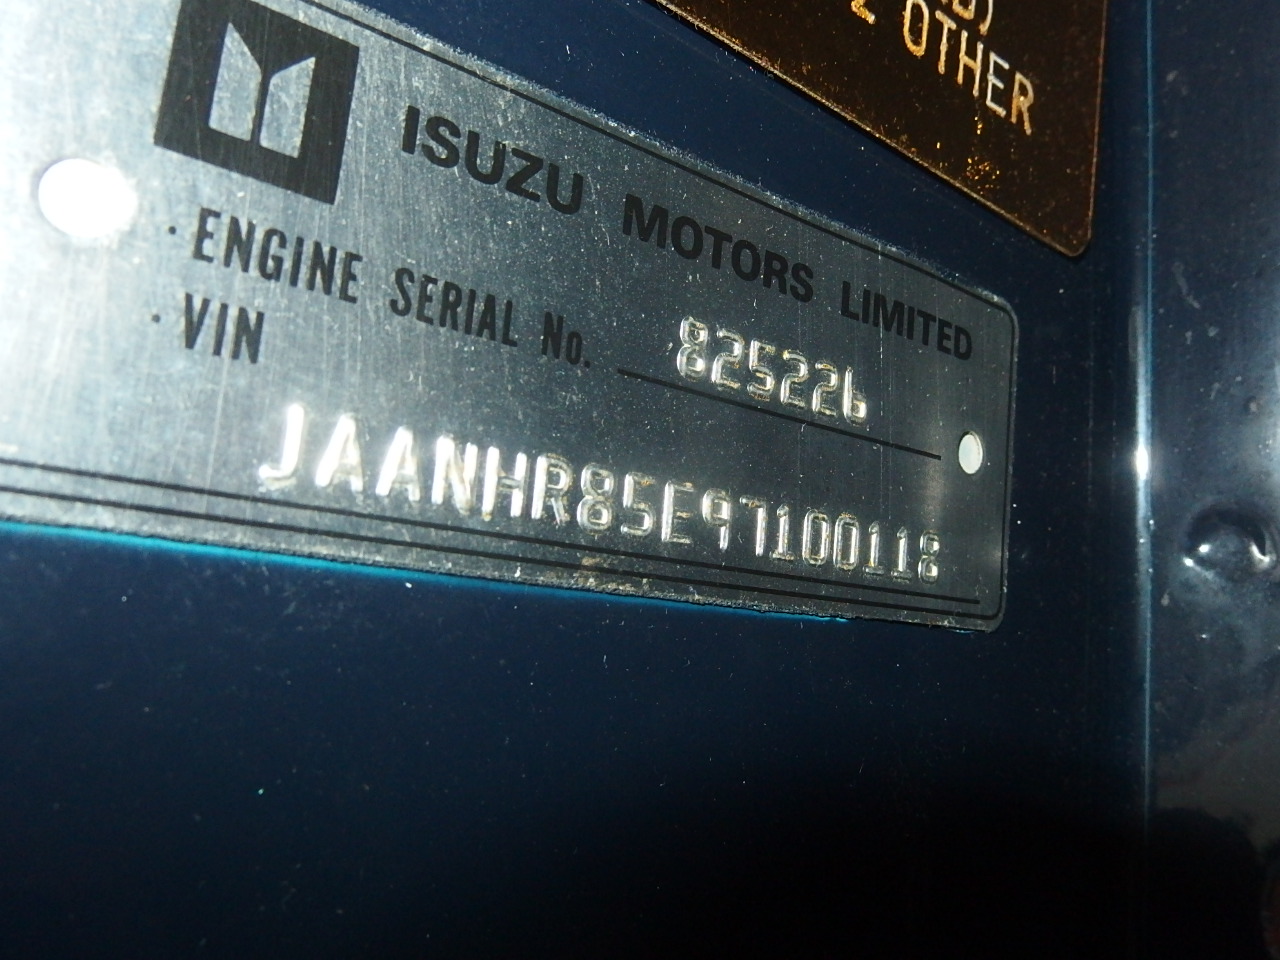 2 OTHER
ISUZU MOTORS LIMITED
· ENGINE SERIAL No. 825226
· VIN
JAANHR85E97100118